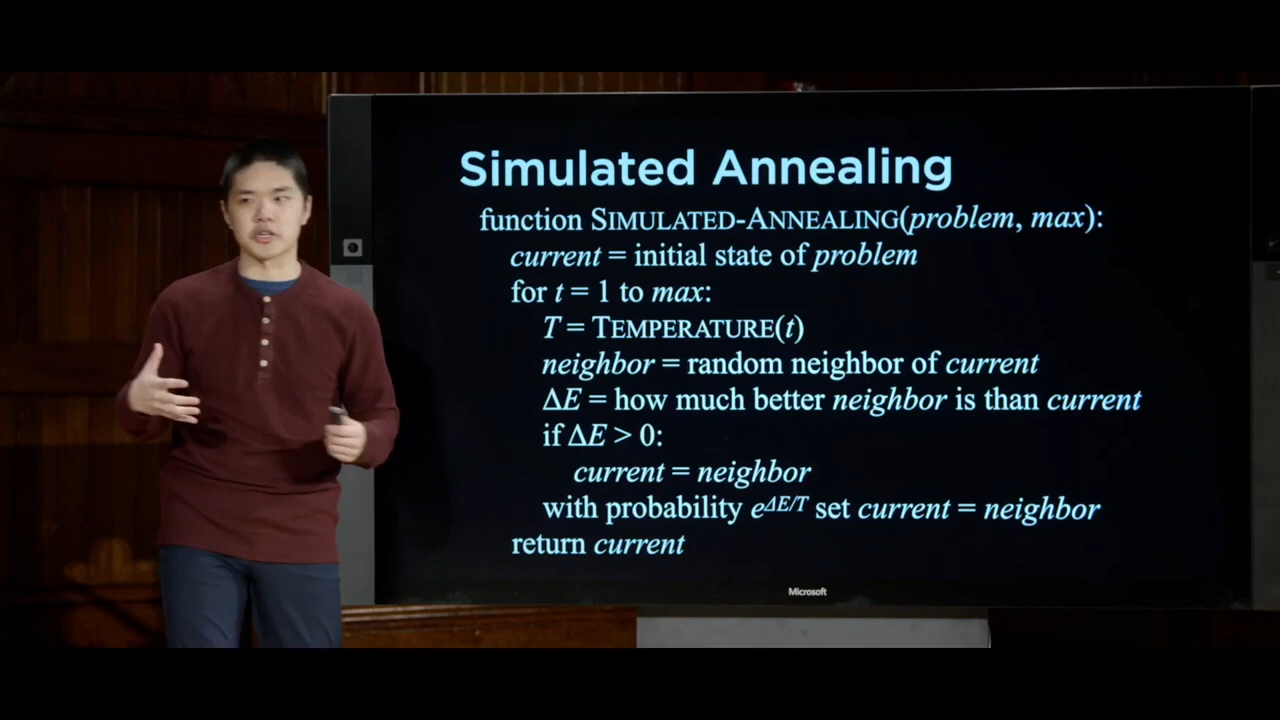 Simulated Annealing
function SIMULATED-ANNEALING(problem, max):
current = initial state of problem
for t = 1 to max:
T = TEMPERATURE(t)
neighbor = random neighbor of current
ΔE = how much better neighbor is than current
if ΔE > 0:
current = neighbor
with probability e^ΔE/T set current = neighbor
return current
Microsoft